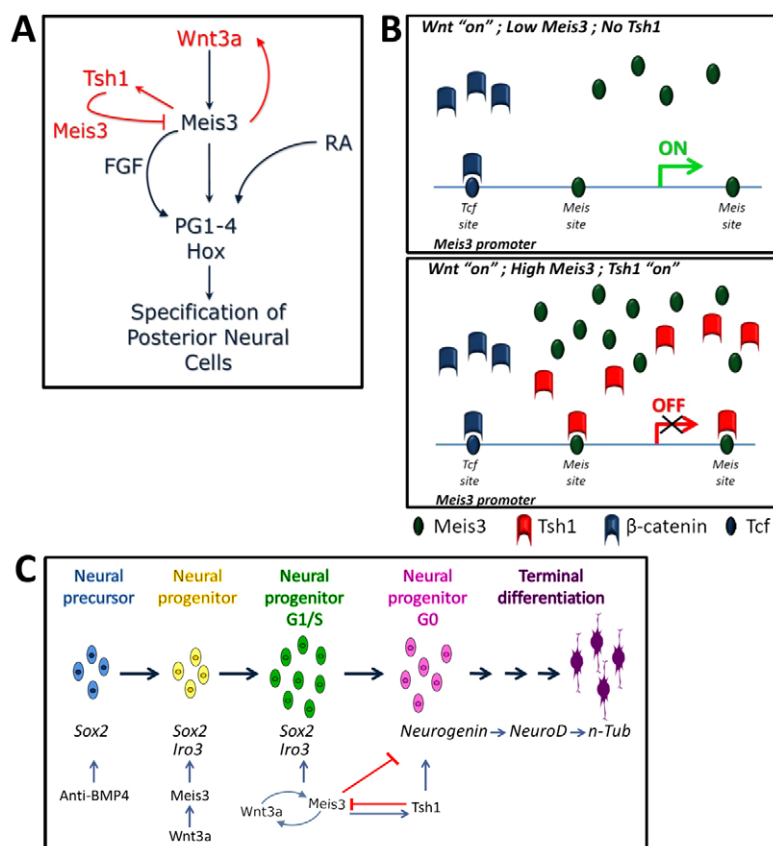 A
Wnt3a
Tsh1
Meis3
Meis3
FGF
RA
PG1-4
Hox
Specification of
Posterior Neural
Cells
B
Wnt “on” ; Low Meis3 ; No Tsh1
ON
Tcf
site
Meis
site
Meis
site
Meis3 promoter
Wnt “on” ; High Meis3 ; Tsh1 “on”
OFF
Tcf
site
Meis
site
Meis
site
Meis3 promoter
Meis3 Tsh1 β-catenin Tcf
C
Neural
precursor
Neural
progenitor
Neural
progenitor
G1/S
Neural
progenitor
G0
Terminal
differentiation
Sox2
Sox2
Iro3
Sox2
Iro3
Neurogenin NeuroD n-Tub
Anti-BMP4
Meis3
Wnt3a
Wnt3a
Meis3
Tsh1